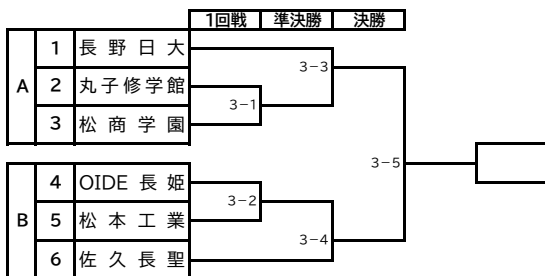 1回戦 準決勝 決勝
A
1 長野日大
2 丸子修学館
3 松商学園
3-3
3-1
3-5
B
4 OIDE長姫
5 松本工業
6 佐久長聖
3-2
3-4